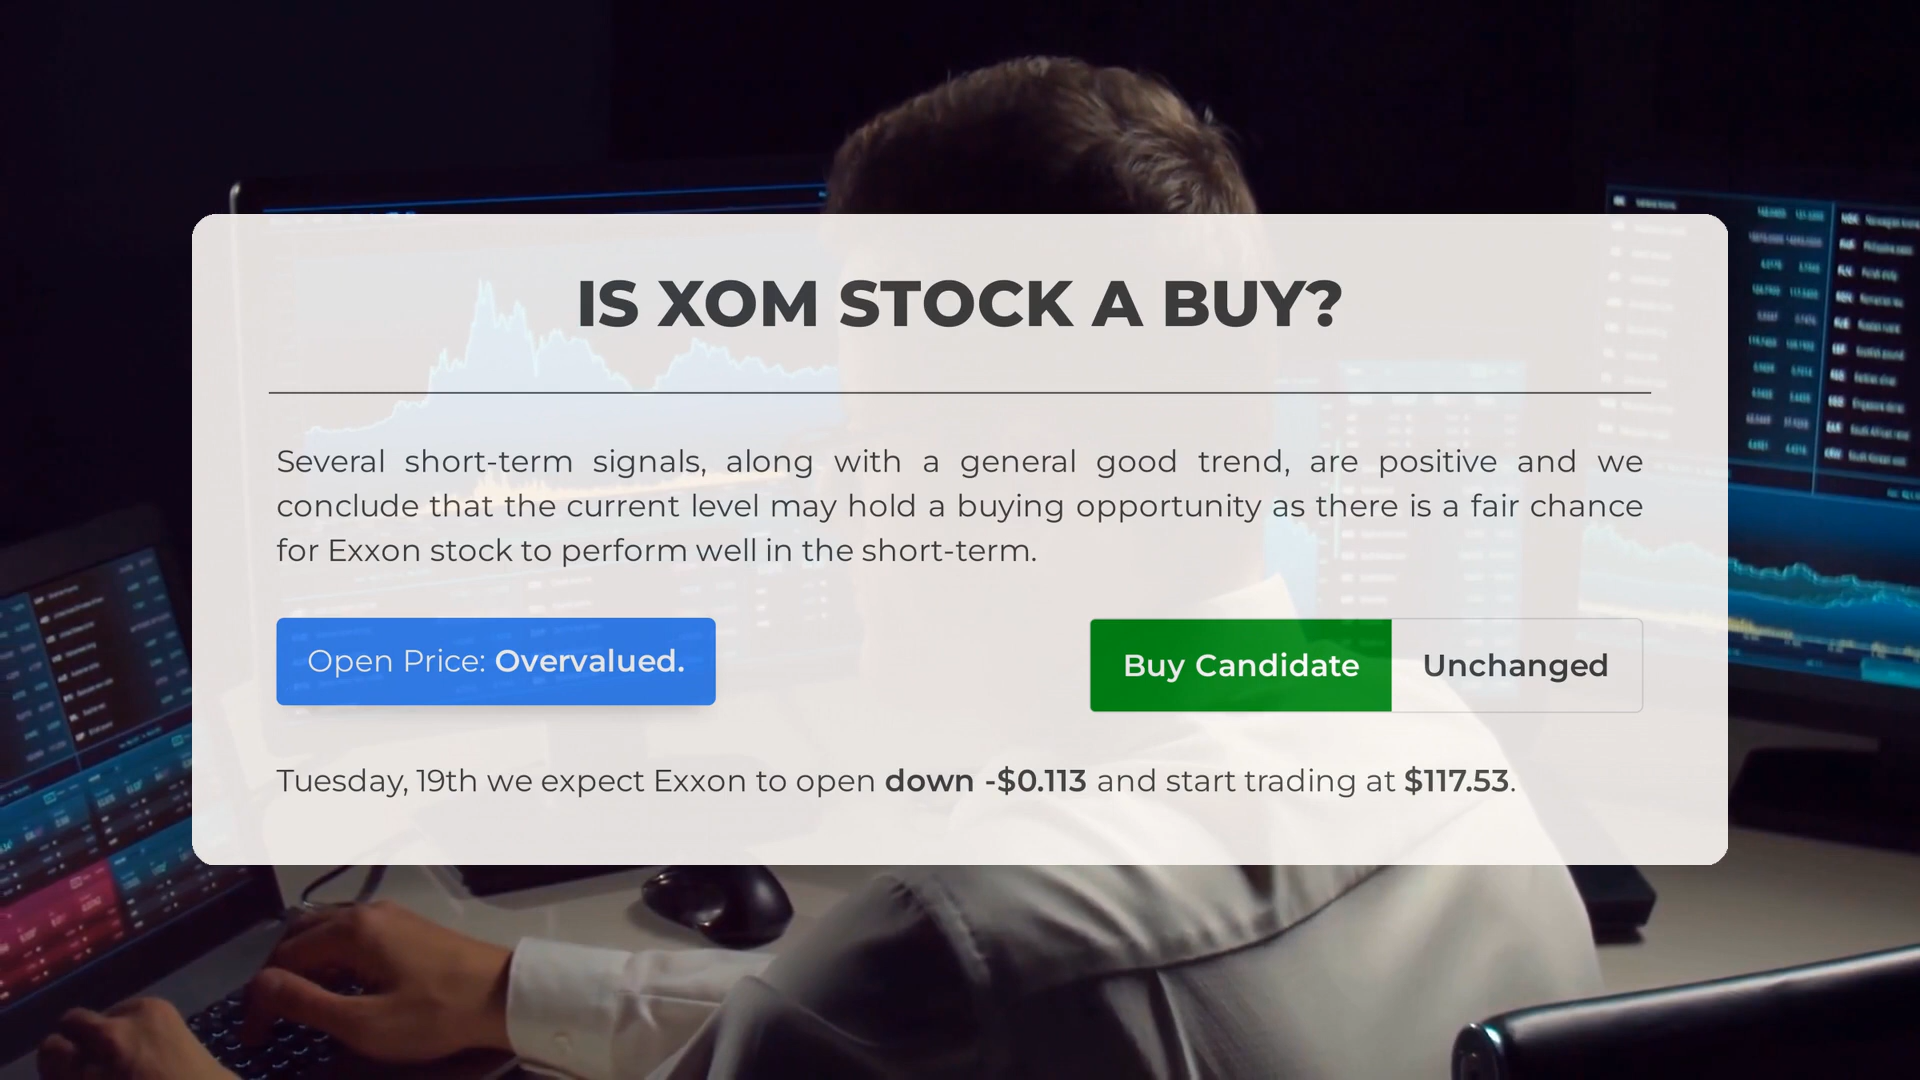 IS XOM STOCK A BUY?
Several short-term signals, along with a general good trend, are positive and we
conclude that the current level may hold a buying opportunity as there is a fair chance
for Exxon stock to perform well in the short-term.
Open Price: Overvalued.
Buy Candidate Unchanged
Tuesday, 19th we expect Exxon to open down -$0.113 and start trading at $117.53.